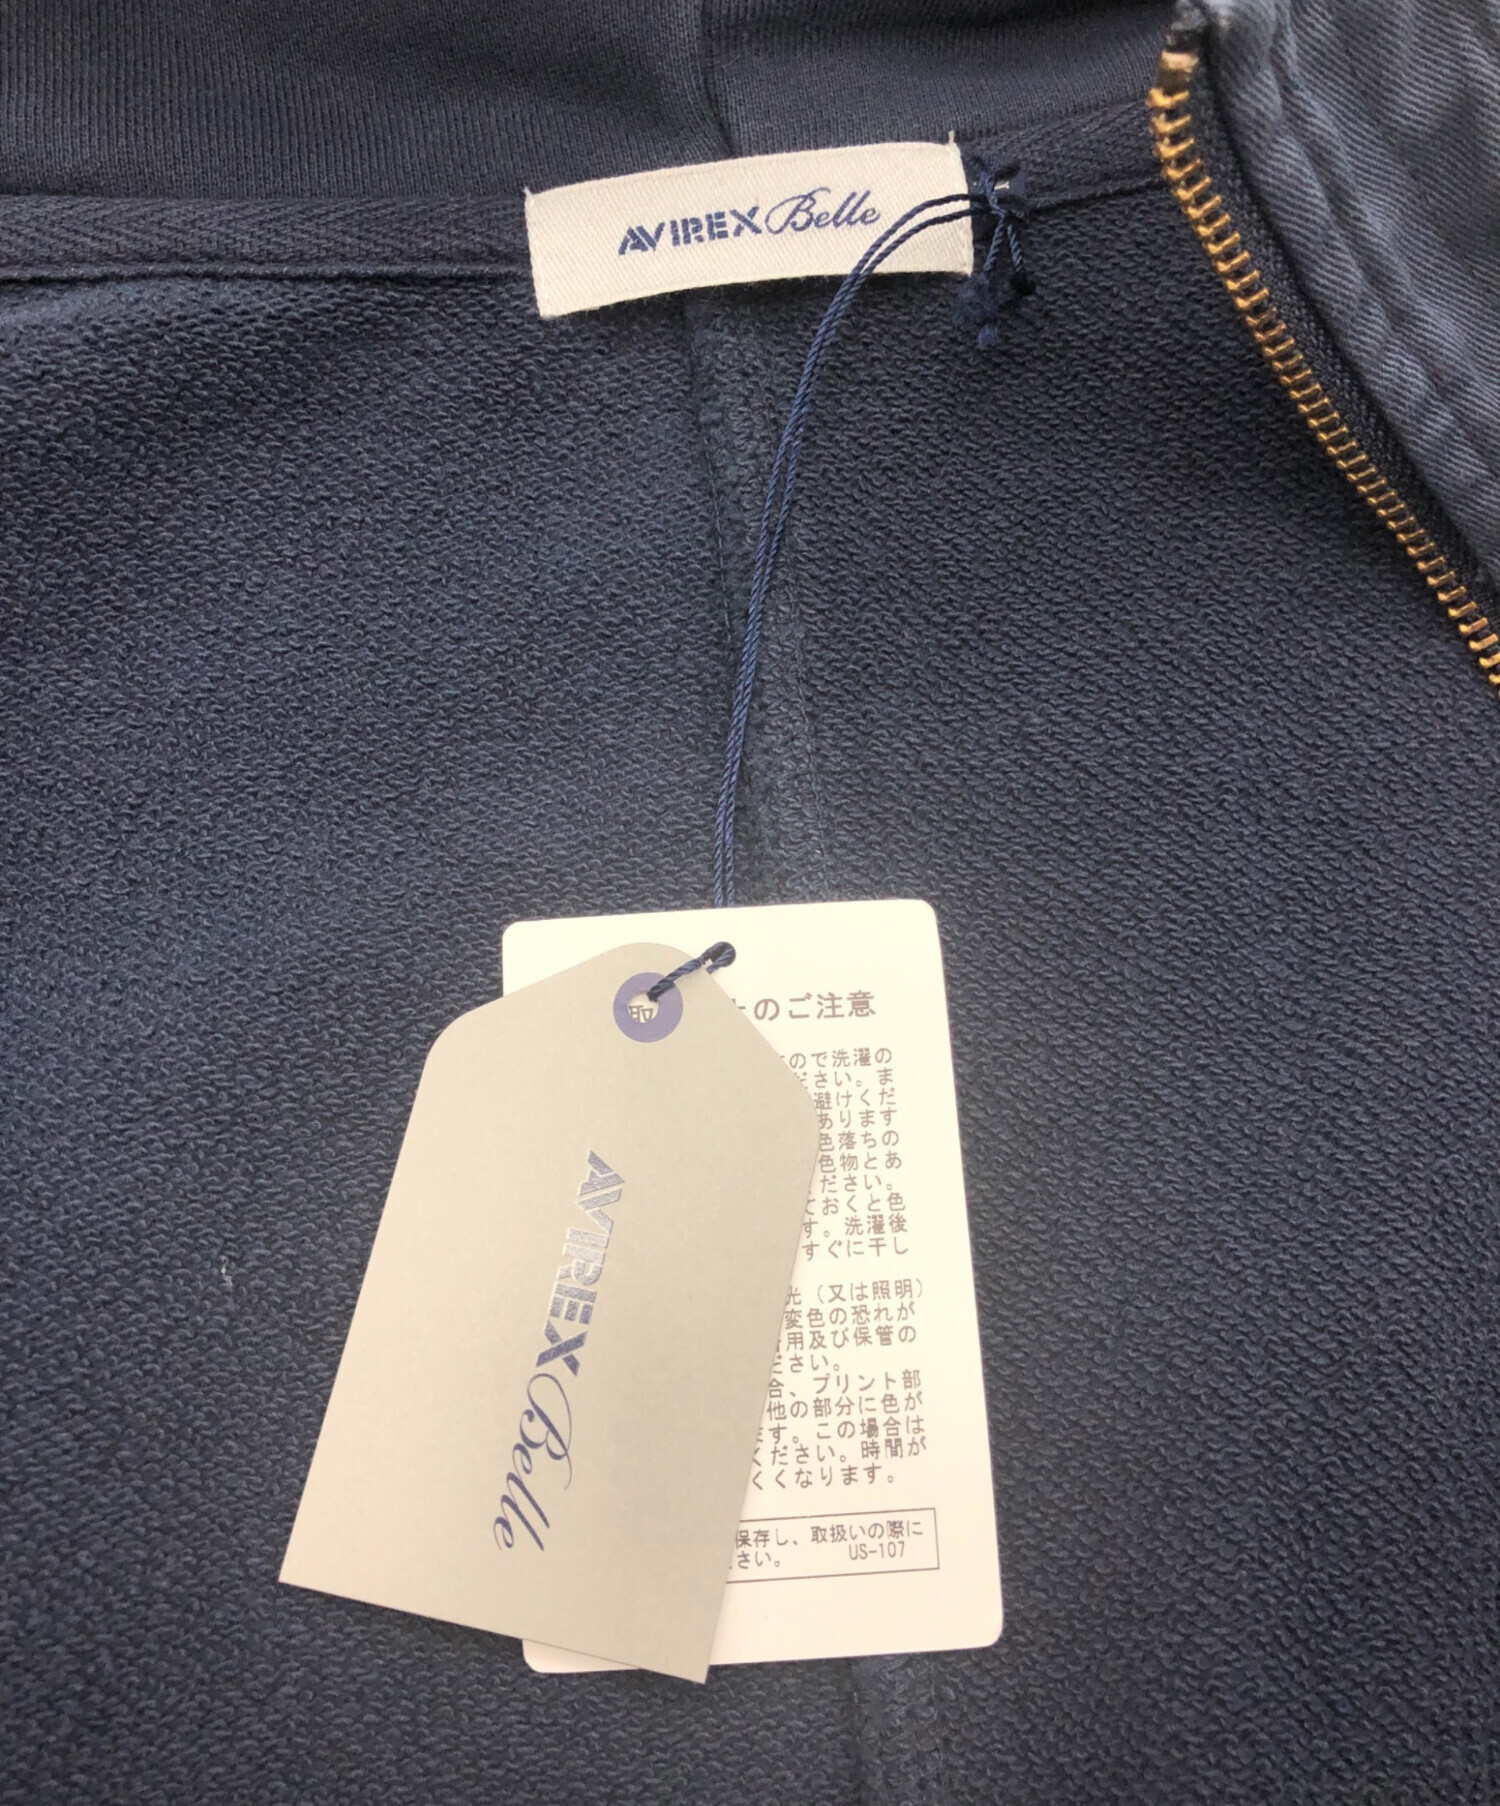 AVIREX Belle
取
のご注意
ので洗濯の
ださい。ま
避けくだ
あります
色落ちの
色物とあ
ください。
ておくと色
す。洗濯後
すぐに干し
光（又は照明）
変色の恐れが
用及び保管の
ださい。
合、プリント部
他の部分に色が
ます。この場合は
ください。時間が
くくなります。
保存し、取扱いの際に
さい。 US-107
AVIREX Belle